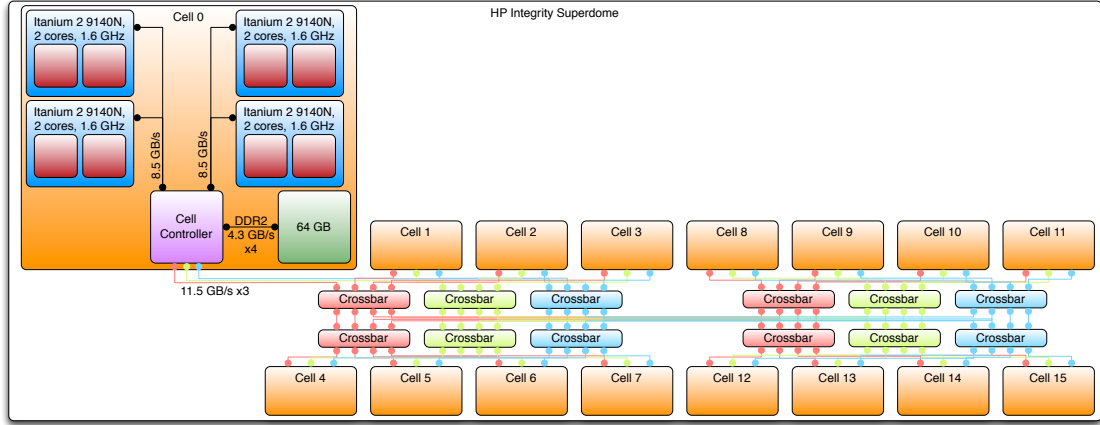 HP Integrity Superdome
Cell 0
Itanium 2 9140N,
2 cores, 1.6 GHz
Itanium 2 9140N,
2 cores, 1.6 GHz
Itanium 2 9140N,
2 cores, 1.6 GHz
Itanium 2 9140N,
2 cores, 1.6 GHz
8.5 GB/s
8.5 GB/s
Cell
Controller
DDR2
4.3 GB/s
x4
64 GB
11.5 GB/s x3
Cell 1
Cell 2
Cell 3
Cell 8
Cell 9
Cell 10
Cell 11
Crossbar
Crossbar
Crossbar
Crossbar
Crossbar
Crossbar
Crossbar
Crossbar
Crossbar
Crossbar
Crossbar
Crossbar
Cell 4
Cell 5
Cell 6
Cell 7
Cell 12
Cell 13
Cell 14
Cell 15